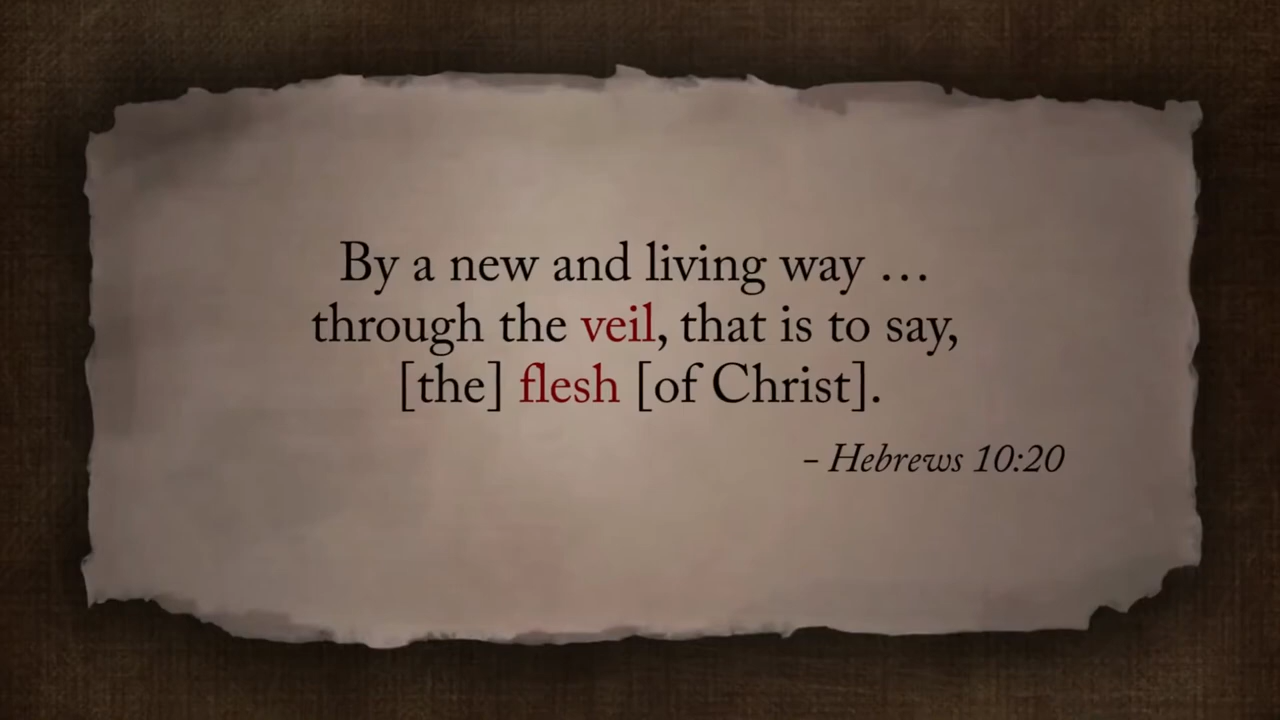 By a new and living way …
through the veil, that is to say,
[the] flesh [of Christ].
– Hebrews 10:20